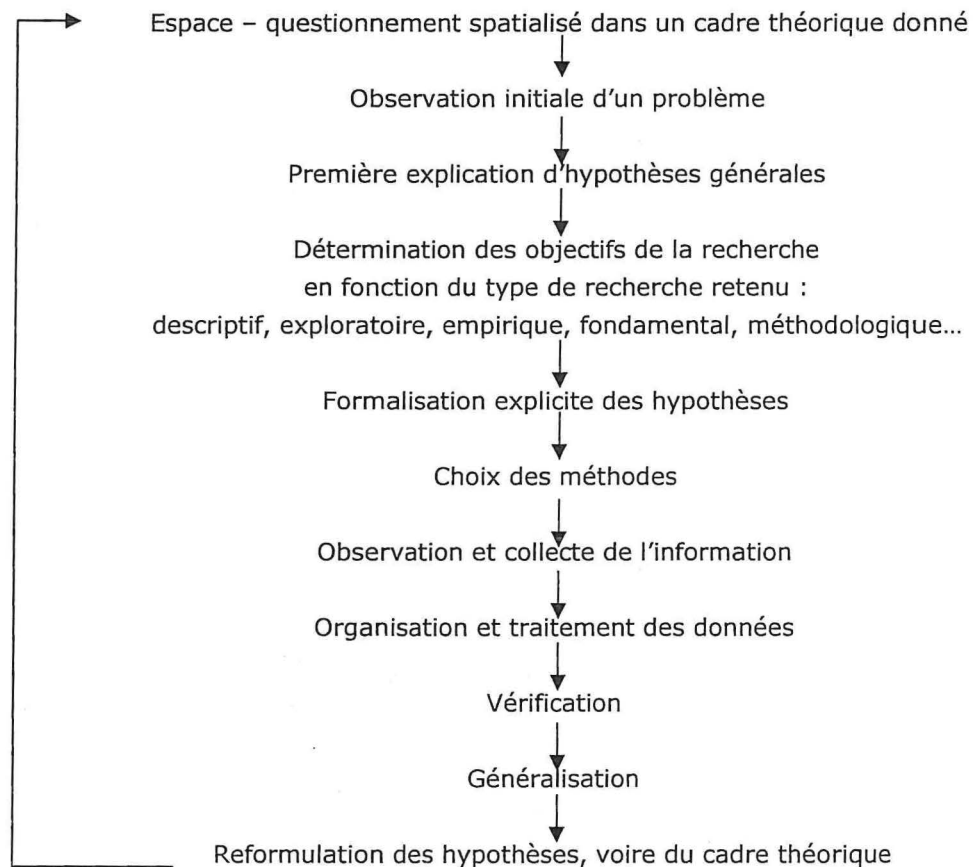 Espace – questionnement spatialisé dans un cadre théorique donné
Observation initiale d'un problème
Première explication d'hypothèses générales
Détermination des objectifs de la recherche
en fonction du type de recherche retenu :
descriptif, exploratoire, empirique, fondamental, méthodologique...
Formalisation explicite des hypothèses
Choix des méthodes
Observation et collecte de l'information
Organisation et traitement des données
Vérification
Généralisation
Reformulation des hypothèses, voire du cadre théorique